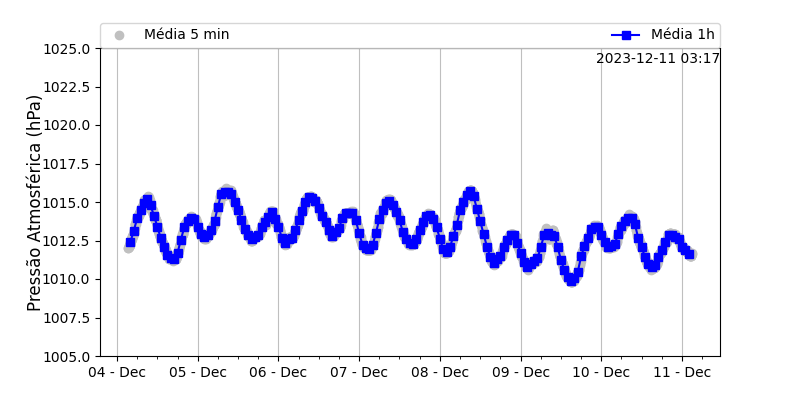 Média 5 min
Média 1h
2023-12-11 03:17
Pressão Atmosférica (hPa)
1025.0
1022.5
1020.0
1017.5
1015.0
1012.5
1010.0
1007.5
1005.0
04 - Dec
05 - Dec
06 - Dec
07 - Dec
08 - Dec
09 - Dec
10 - Dec
11 - Dec